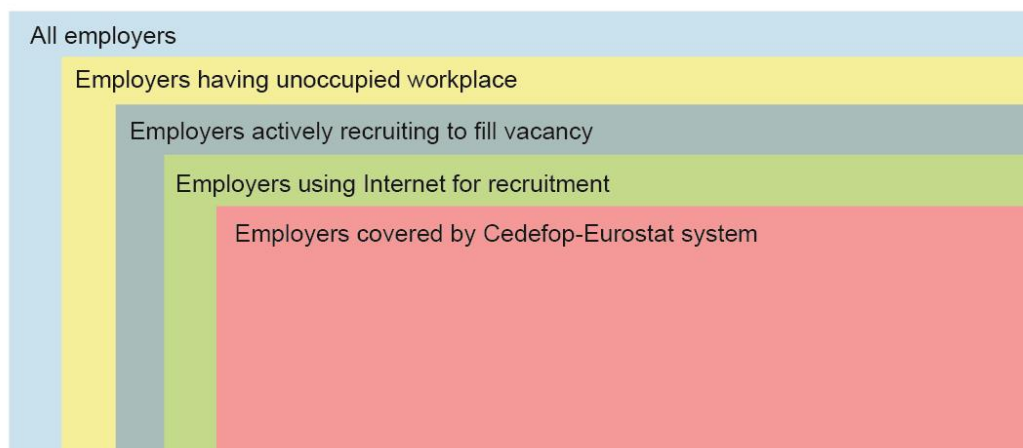 All employers
Employers having unoccupied workplace
Employers actively recruiting to fill vacancy
Employers using Internet for recruitment
Employers covered by Cedefop-Eurostat system